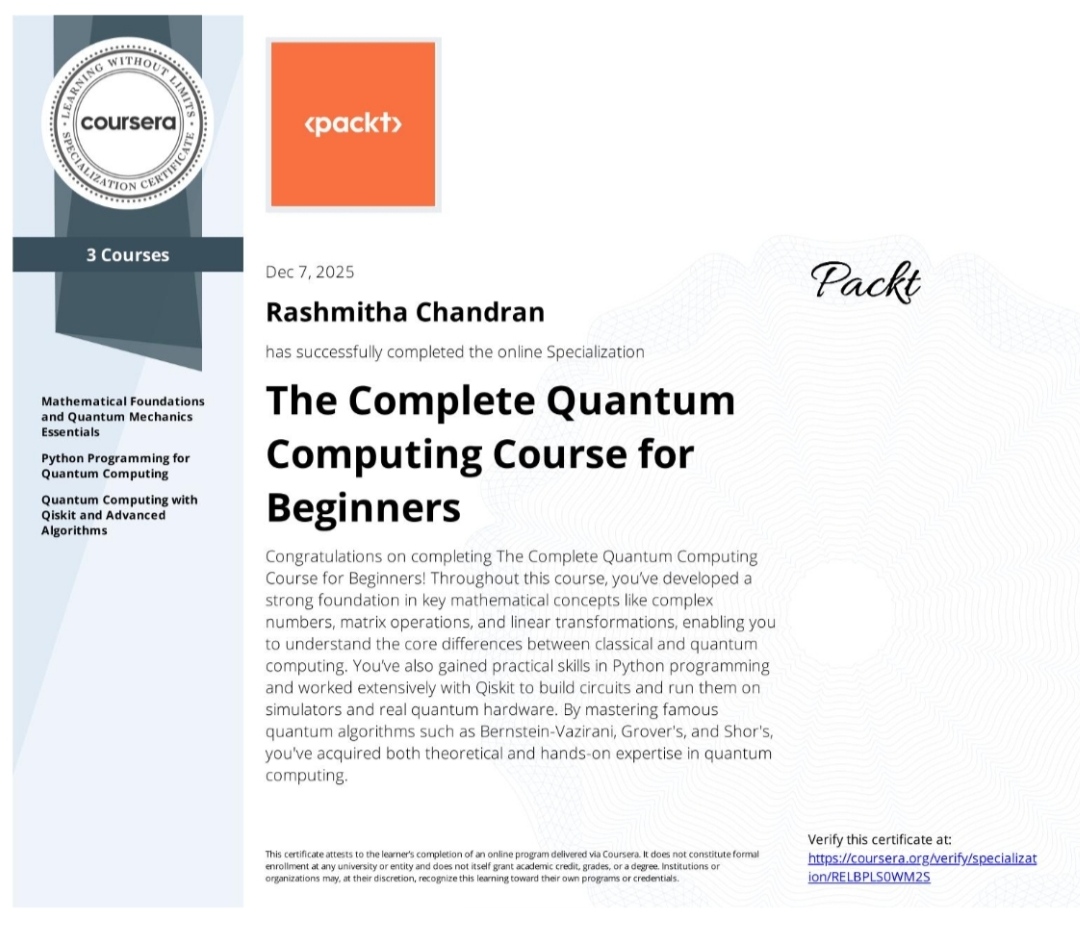 LEARNING WITHOUT LIMITS
coursera
SPECIALIZATION CERTIFICATE
3 Courses
Mathematical Foundations
and Quantum Mechanics
Essentials
Python Programming for
Quantum Computing
Quantum Computing with
Qiskit and Advanced
Algorithms
<packt>
Dec 7, 2025
Rashmitha Chandran
has successfully completed the online Specialization
The Complete Quantum
Computing Course for
Beginners
Congratulations on completing The Complete Quantum Computing
Course for Beginners! Throughout this course, you’ve developed a
strong foundation in key mathematical concepts like complex
numbers, matrix operations, and linear transformations, enabling you
to understand the core differences between classical and quantum
computing. You’ve also gained practical skills in Python programming
and worked extensively with Qiskit to build circuits and run them on
simulators and real quantum hardware. By mastering famous
quantum algorithms such as Bernstein-Vazirani, Grover's, and Shor's,
you've acquired both theoretical and hands-on expertise in quantum
computing.
This certificate attests to the learner's completion of an online program delivered via Coursera. It does not constitute formal
enrollment at any university or entity and does not itself grant academic credit, grades, or a degree. Institutions or
organizations may, at their discretion, recognize this learning toward their own programs or credentials.
Packt
Verify this certificate at:
https://coursera.org/verify/specializat
ion/RELBPLS0WM2S